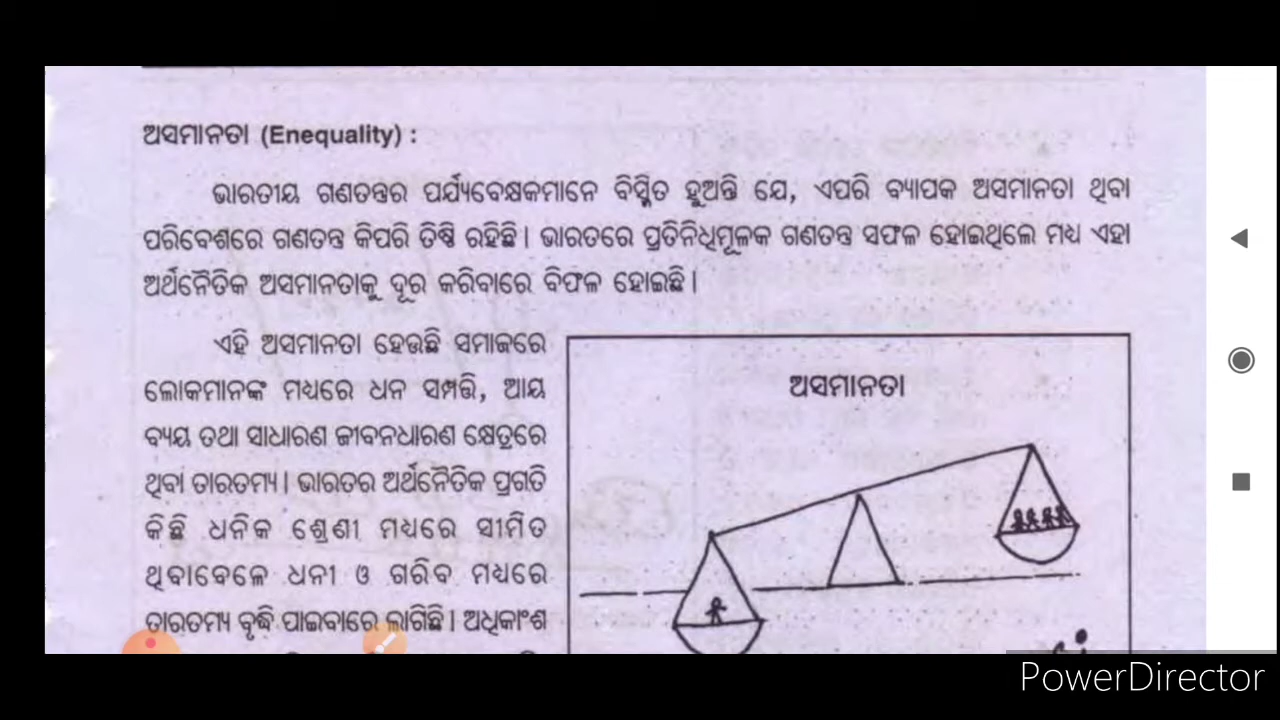 ଅସମାନତା (Enequality) :
ଭାରତୀୟ ଗଣତନ୍ତ୍ରର ପର୍ଯ୍ୟବେକ୍ଷକମାନେ ବିସ୍ମିତ ହୁଅନ୍ତି ଯେ, ଏପରି ବ୍ୟାପକ ଅସମାନତା ଥିବା
ପରିବେଶରେ ଗଣତନ୍ତ୍ର କିପରି ତିଷ୍ଠି ରହିଛି। ଭାରତରେ ପ୍ରତିନିଧିମୂଳକ ଗଣତନ୍ତ୍ର ସଫଳ ହୋଇଥିଲେ ମଧ୍ୟ ଏହା
ଅର୍ଥନୈତିକ ଅସମାନତାକୁ ଦୂର କରିବାରେ ବିଫଳ ହୋଇଛି।
ଏହି ଅସମାନତା ହେଉଛି ସମାଜରେ
ଲୋକମାନଙ୍କ ମଧ୍ୟରେ ଧନ ସମ୍ପତ୍ତି, ଆୟ
ବ୍ୟୟ ତଥା ସାଧାରଣ ଜୀବନଧାରଣ କ୍ଷେତ୍ରରେ
ଥିବା ତାରତମ୍ୟ। ଭାରତର ଅର୍ଥନୈତିକ ପ୍ରଗତି
କିଛି ଧନିକ ଶ୍ରେଣୀ ମଧ୍ୟରେ ସୀମିତ
ଥିବାବେଳେ ଧନୀ ଓ ଗରିବ ମଧ୍ୟରେ
ତାରତମ୍ୟ ବୃଦ୍ଧି ପାଇବାରେ ଲାଗିଛି। ଅଧିକାଂଶ
ଅସମାନତା
PowerDirector